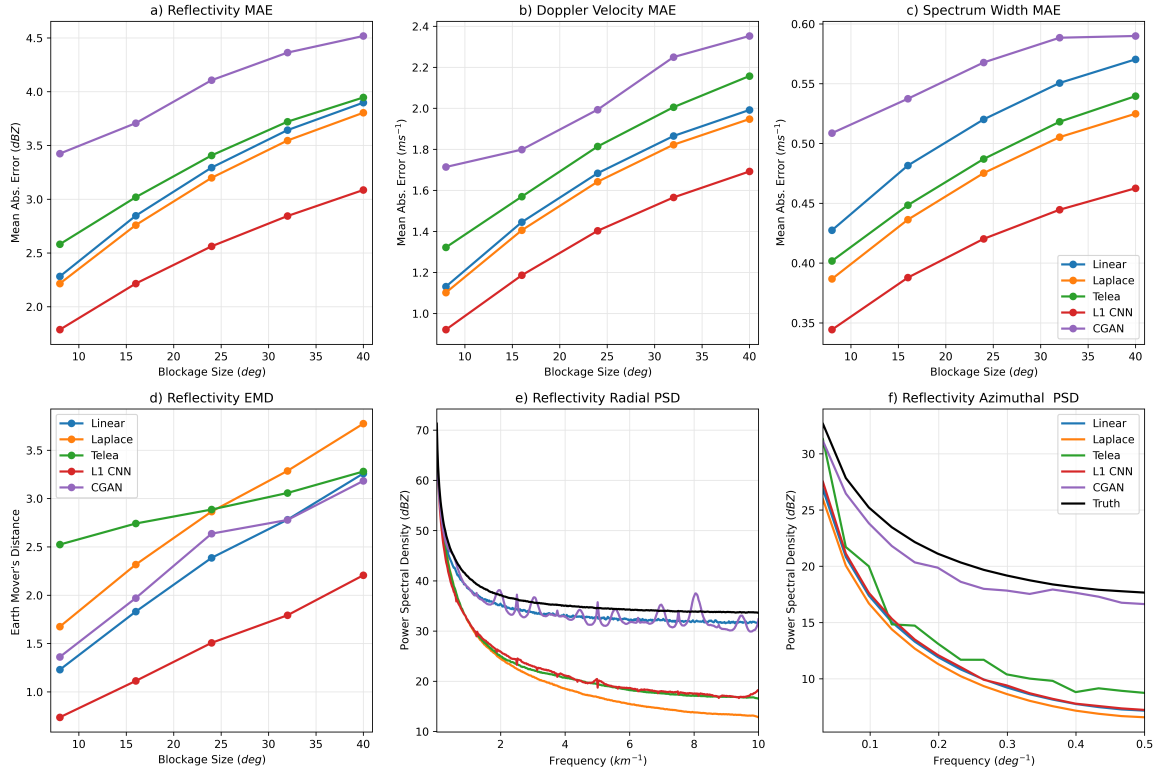 a) Reflectivity MAE
Mean Abs. Error (dBZ)
4.5
4.0
3.5
3.0
2.5
2.0
10 15 20 25 30 35 40
Blockage Size (deg)
b) Doppler Velocity MAE
Mean Abs. Error (ms⁻¹)
2.4
2.2
2.0
1.8
1.6
1.4
1.2
1.0
10 15 20 25 30 35 40
Blockage Size (deg)
c) Spectrum Width MAE
Mean Abs. Error (ms⁻¹)
0.60
0.55
0.50
0.45
0.40
0.35
Linear
Laplace
Telea
L1 CNN
CGAN
10 15 20 25 30 35 40
Blockage Size (deg)
d) Reflectivity EMD
Earth Mover's Distance
3.5
3.0
2.5
2.0
1.5
1.0
Linear
Laplace
Telea
L1 CNN
CGAN
10 15 20 25 30 35 40
Blockage Size (deg)
e) Reflectivity Radial PSD
Power Spectral Density (dBZ)
70
60
50
40
30
20
10
2 4 6 8 10
Frequency (km⁻¹)
f) Reflectivity Azimuthal PSD
Power Spectral Density (dBZ)
30
25
20
15
10
Linear
Laplace
Telea
L1 CNN
CGAN
Truth
0.1 0.2 0.3 0.4 0.5
Frequency (deg⁻¹)